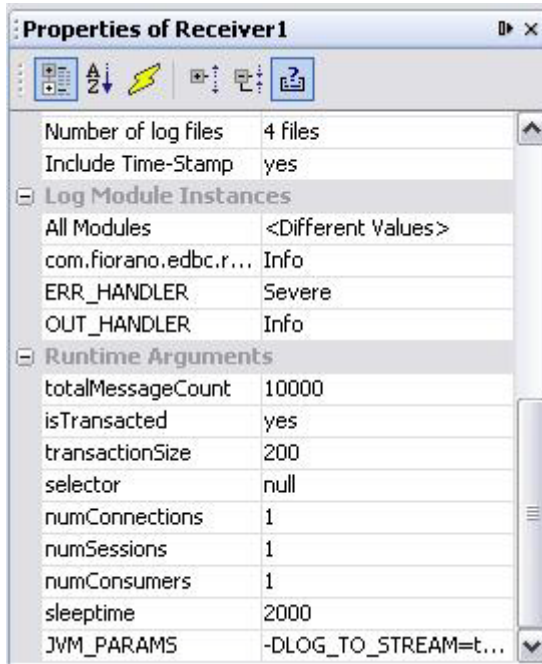 Properties of Receiver1
Number of log files 4 files
Include Time-Stamp yes
Log Module Instances
All Modules <Different Values>
com.fiorano.edbc.r... Info
ERR_HANDLER Severe
OUT_HANDLER Info
Runtime Arguments
totalMessageCount 10000
isTransacted yes
transactionSize 200
selector null
numConnections 1
numSessions 1
numConsumers 1
sleeptime 2000
JVM_PARAMS -DLOG_TO_STREAM=t...